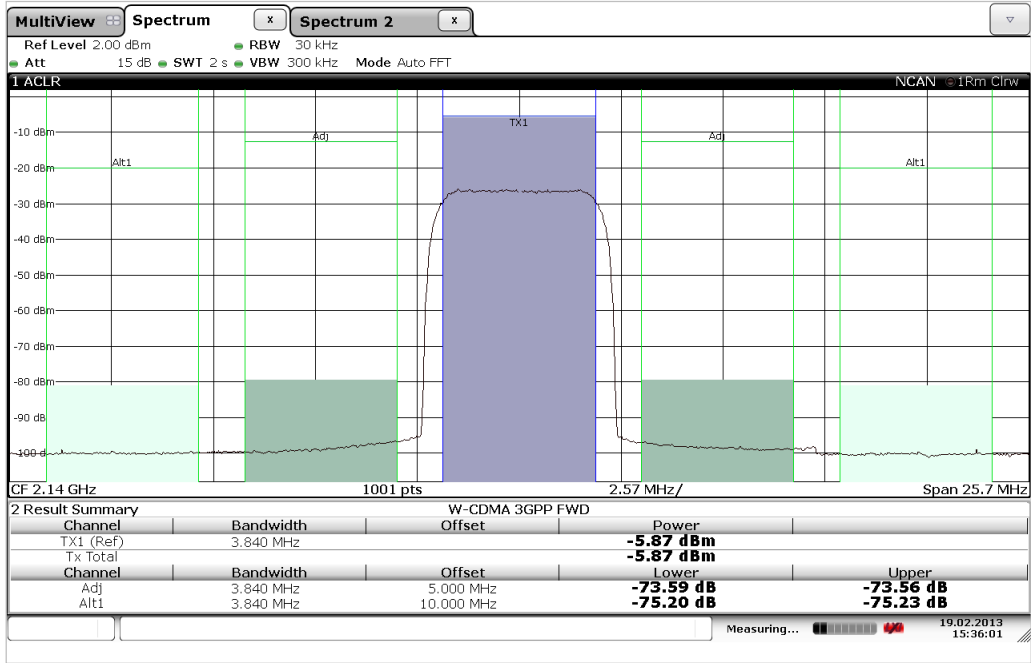 MultiView Spectrum x Spectrum 2 x
Ref Level 2.00 dBm RBW 30 kHz
Att 15 dB SWT 2 s VBW 300 kHz Mode Auto FFT
1 ACLR NCAN 1Rm Clrw
TX1
-10 dBm Adj Adj
-20 dBm Alt1 Alt1
-30 dBm
-40 dBm
-50 dBm
-60 dBm
-70 dBm
-80 dBm
-90 dB
-100 d
CF 2.14 GHz 1001 pts 2.57 MHz/ Span 25.7 MHz
2 Result Summary W-CDMA 3GPP FWD
Channel Bandwidth Offset Power
TX1 (Ref) 3.840 MHz -5.87 dBm
Tx Total -5.87 dBm
Channel Bandwidth Offset Lower Upper
Adj 3.840 MHz 5.000 MHz -73.59 dB -73.56 dB
Alt1 3.840 MHz 10.000 MHz -75.20 dB -75.23 dB
Measuring... 19.02.2013
15:36:01